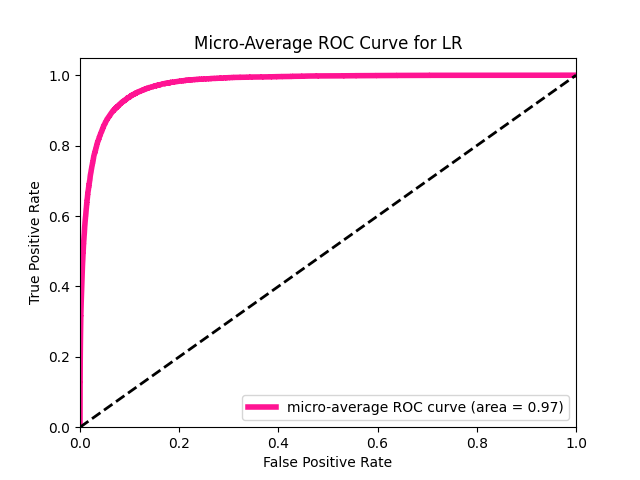 Micro-Average ROC Curve for LR
True Positive Rate
1.0
0.8
0.6
0.4
0.2
0.0
micro-average ROC curve (area = 0.97)
0.0 0.2 0.4 0.6 0.8 1.0
False Positive Rate